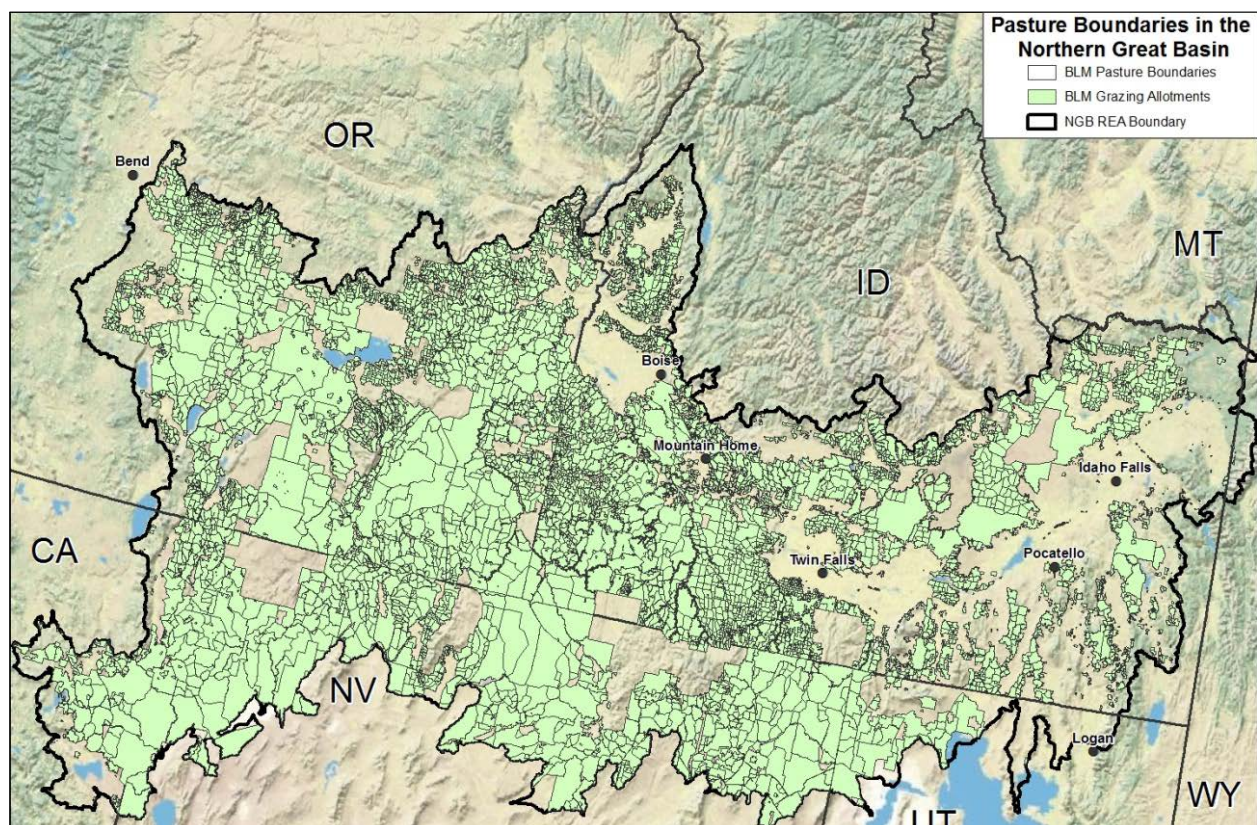 Pasture Boundaries in the
Northern Great Basin
BLM Pasture Boundaries
BLM Grazing Allotments
NGB REA Boundary
OR
Bend
MT
ID
Boise
Mountain Home
Idaho Falls
CA
Twin Falls
Pocatello
NV
Logan
WY
UT